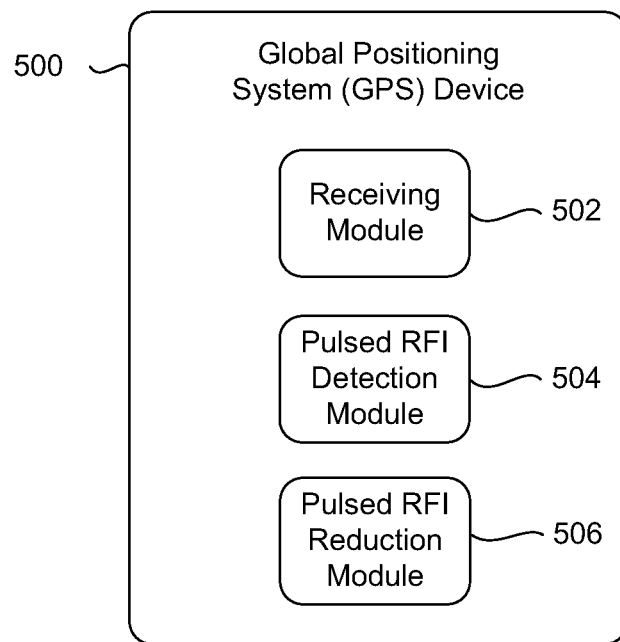 500
Global Positioning
System (GPS) Device
Receiving
Module
502
Pulsed RFI
Detection
Module
504
Pulsed RFI
Reduction
Module
506